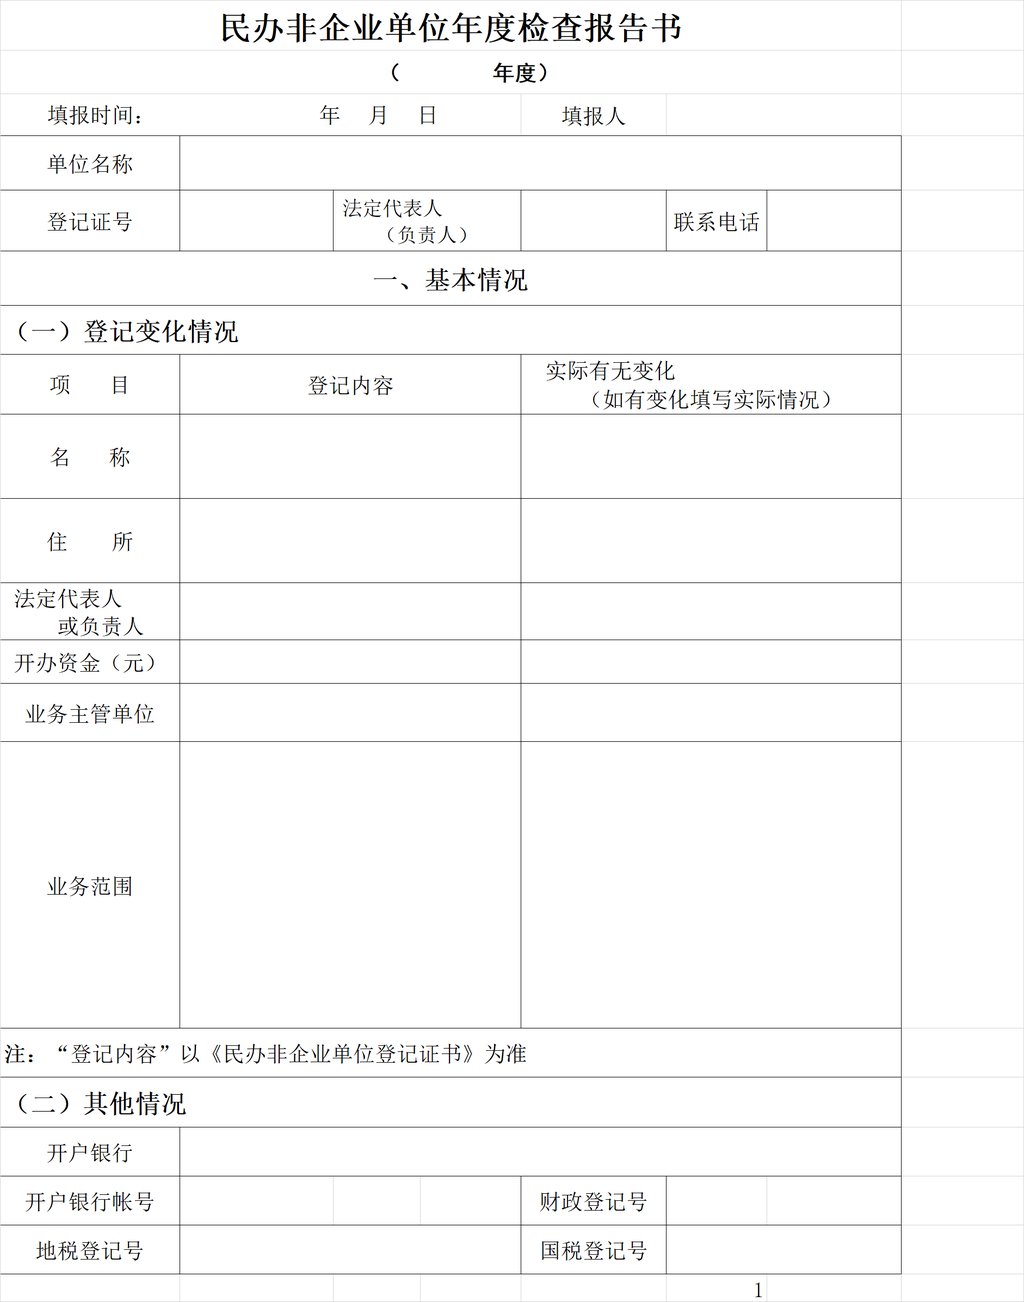 民办非企业单位年度检查报告书
（　　　　年度）
填报时间：　　　　　　　　年　月　日　　　　填报人
单位名称
登记证号　　法定代表人（负责人）　　联系电话
一、基本情况
（一）登记变化情况
项　　目　　登记内容　　实际有无变化（如有变化填写实际情况）
名　　称
住　　所
法定代表人
或负责人
开办资金（元）
业务主管单位
业务范围
注：“登记内容”以《民办非企业单位登记证书》为准
（二）其他情况
开户银行
开户银行帐号　　财政登记号
地税登记号　　国税登记号
1